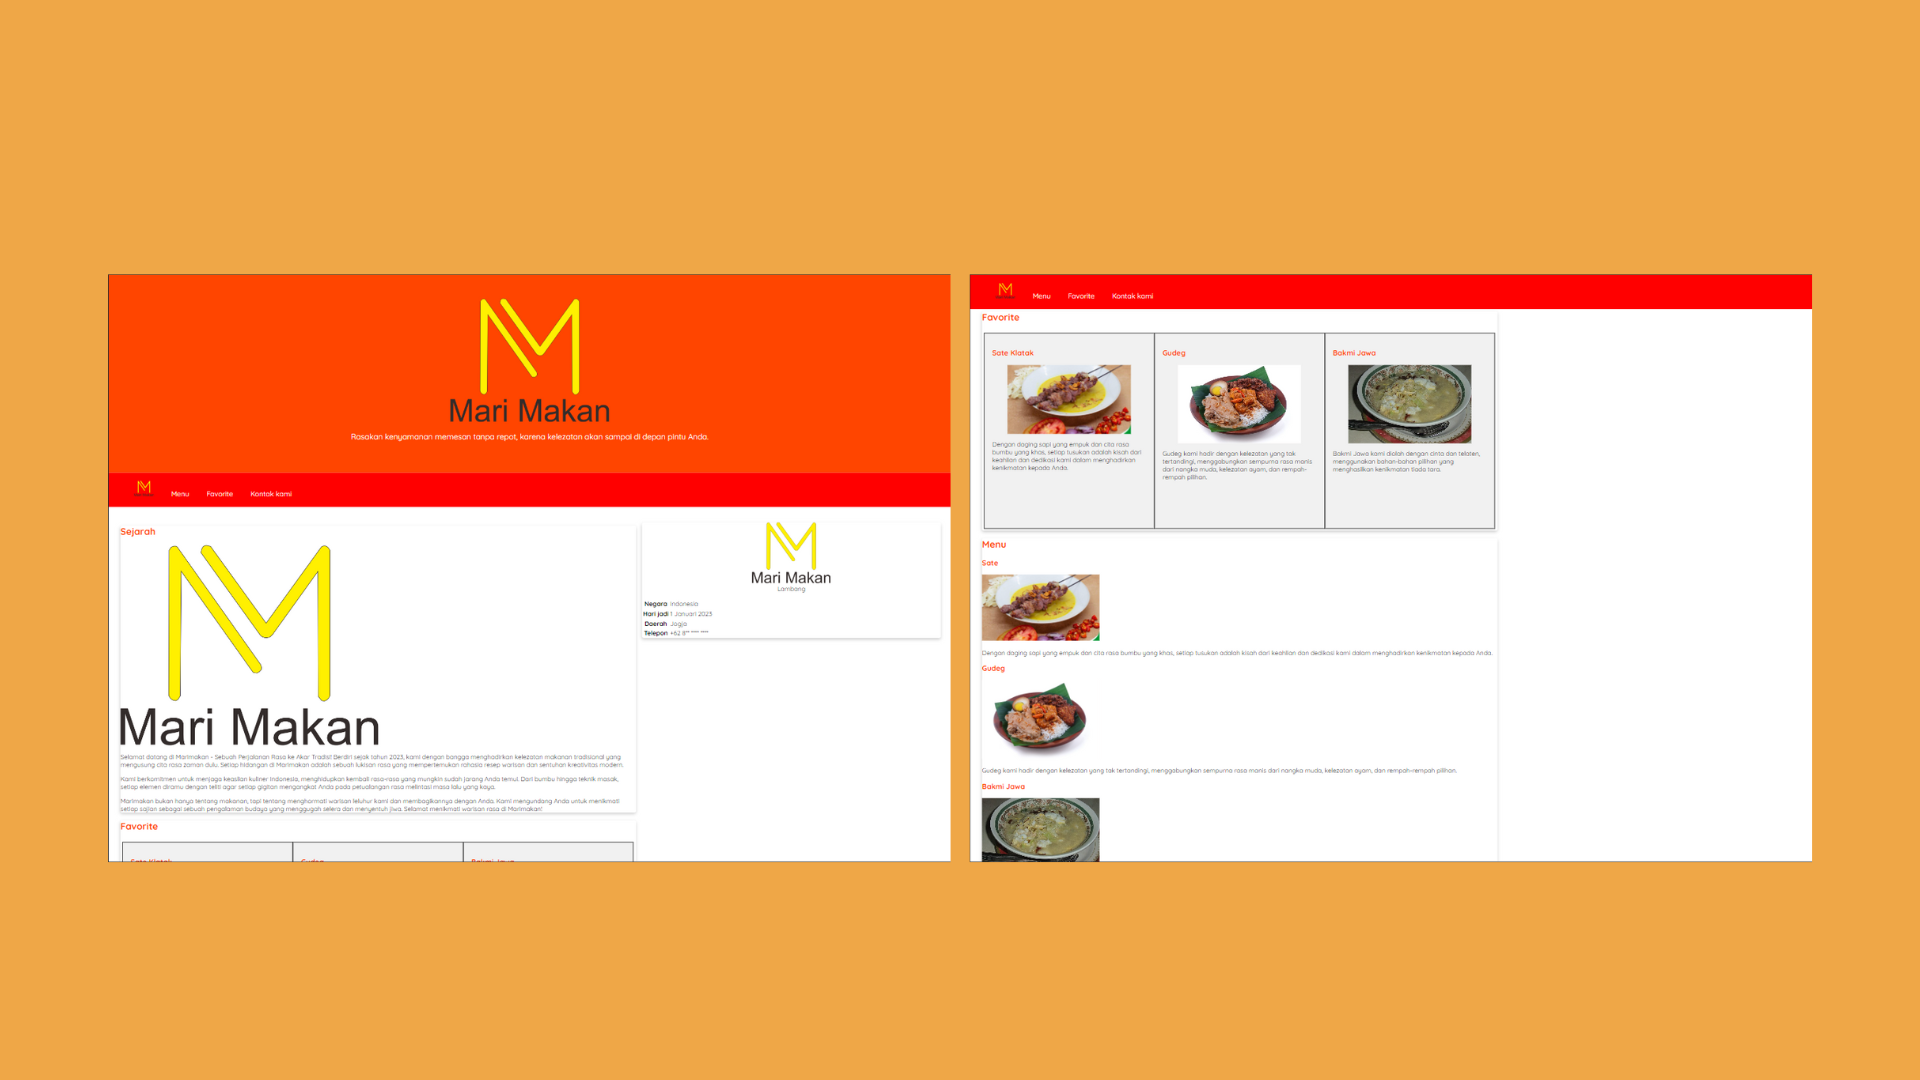 Mari Makan
Rasakan kenyamanan memesan tanpa repot, karena kelezatan akan sampai di depan pintu Anda.
Menu Favorite Kontak kami
Sejarah
Mari Makan
Selamat datang di Marimakan - Sebuah Perjalanan Rasa ke Akar Tradisi! Berdiri sejak tahun 2023, kami dengan bangga menghadirkan kelezatan makanan tradisional yang
mengusung cita rasa zaman dulu. Setiap hidangan di Marimakan adalah sebuah lukisan rasa yang mempertemukan rahasia resep warisan dan sentuhan kreativitas modern.
Kami berkomitmen untuk menjaga keaslian kuliner Indonesia, menghidupkan kembali rasa-rasa yang mungkin sudah jarang Anda temui. Dari bumbu hingga teknik masak,
setiap elemen diramu dengan teliti agar setiap gigitan mengangkat Anda pada petualangan rasa melintasi masa lalu yang kaya.
Marimakan bukan hanya tentang makanan, tapi tentang menghormati warisan leluhur kami dan membagikannya dengan Anda. Kami mengundang Anda untuk menikmati
setiap sajian sebagai sebuah pengalaman budaya yang menggugah selera dan menyentuh jiwa. Selamat menikmati warisan rasa di Marimakan!
Favorite
Sate Klatak Gudeg Bakmi Jawa
Mari Makan
Lambang
Negara Indonesia
Hari jadi 1 Januari 2023
Daerah Jogja
Telepon +62 8** **** ****
Menu Favorite Kontak kami
Favorite
Sate Klatak
Dengan daging sapi yang empuk dan cita rasa
bumbu yang khas, setiap tusukan adalah kisah dari
keahlian dan dedikasi kami dalam menghadirkan
kenikmatan kepada Anda.
Gudeg
Gudeg kami hadir dengan kelezatan yang tak
tertandingi, menggabungkan sempurna rasa manis
dari nangka muda, kelezatan ayam, dan rempah-
rempah pilihan.
Bakmi Jawa
Bakmi Jawa kami diolah dengan cinta dan telaten,
menggunakan bahan-bahan pilihan yang
menghasilkan kenikmatan tiada tara.
Menu
Sate
Dengan daging sapi yang empuk dan cita rasa bumbu yang khas, setiap tusukan adalah kisah dari keahlian dan dedikasi kami dalam menghadirkan kenikmatan kepada Anda.
Gudeg
Gudeg kami hadir dengan kelezatan yang tak tertandingi, menggabungkan sempurna rasa manis dari nangka muda, kelezatan ayam, dan rempah-rempah pilihan.
Bakmi Jawa